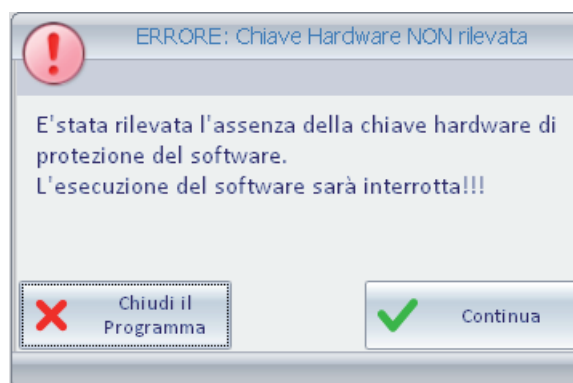 ERRORE: Chiave Hardware NON rilevata
E'stata rilevata l'assenza della chiave hardware di
protezione del software.
L'esecuzione del software sarà interrotta!!!
Chiudi il
Programma
Continua